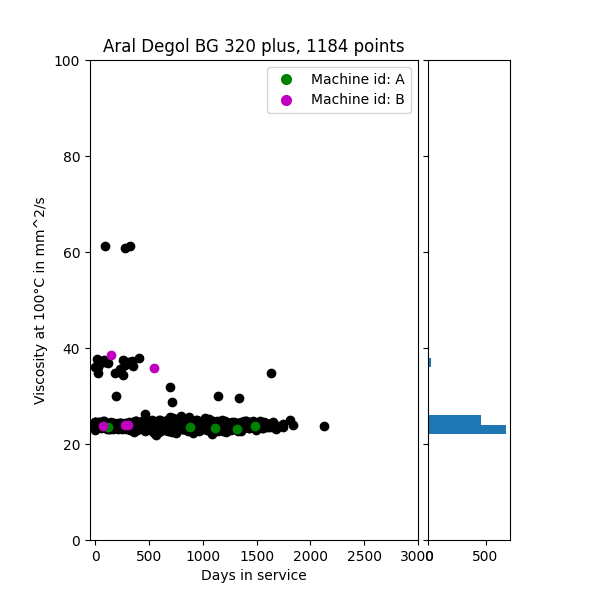 Aral Degol BG 320 plus, 1184 points
Machine id: A
Machine id: B
Viscosity at 100°C in mm^2/s
100
80
60
40
20
0
0 500 1000 1500 2000 2500 3000
0 500
Days in service